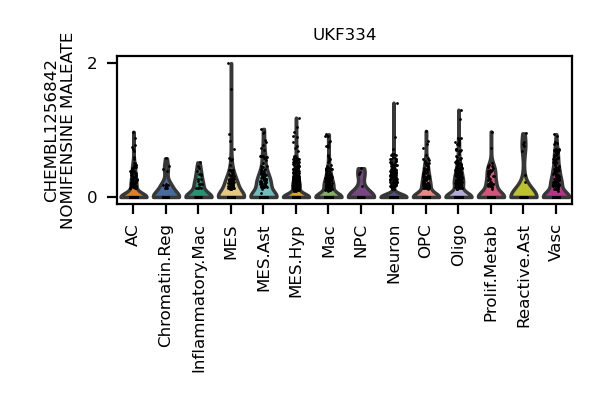 UKF334
CHEMBL1256842
NOMIFENSINE MALEATE
2
0
AC
Chromatin.Reg
Inflammatory.Mac
MES
MES.Ast
MES.Hyp
Mac
NPC
Neuron
OPC
Oligo
Prolif.Metab
Reactive.Ast
Vasc